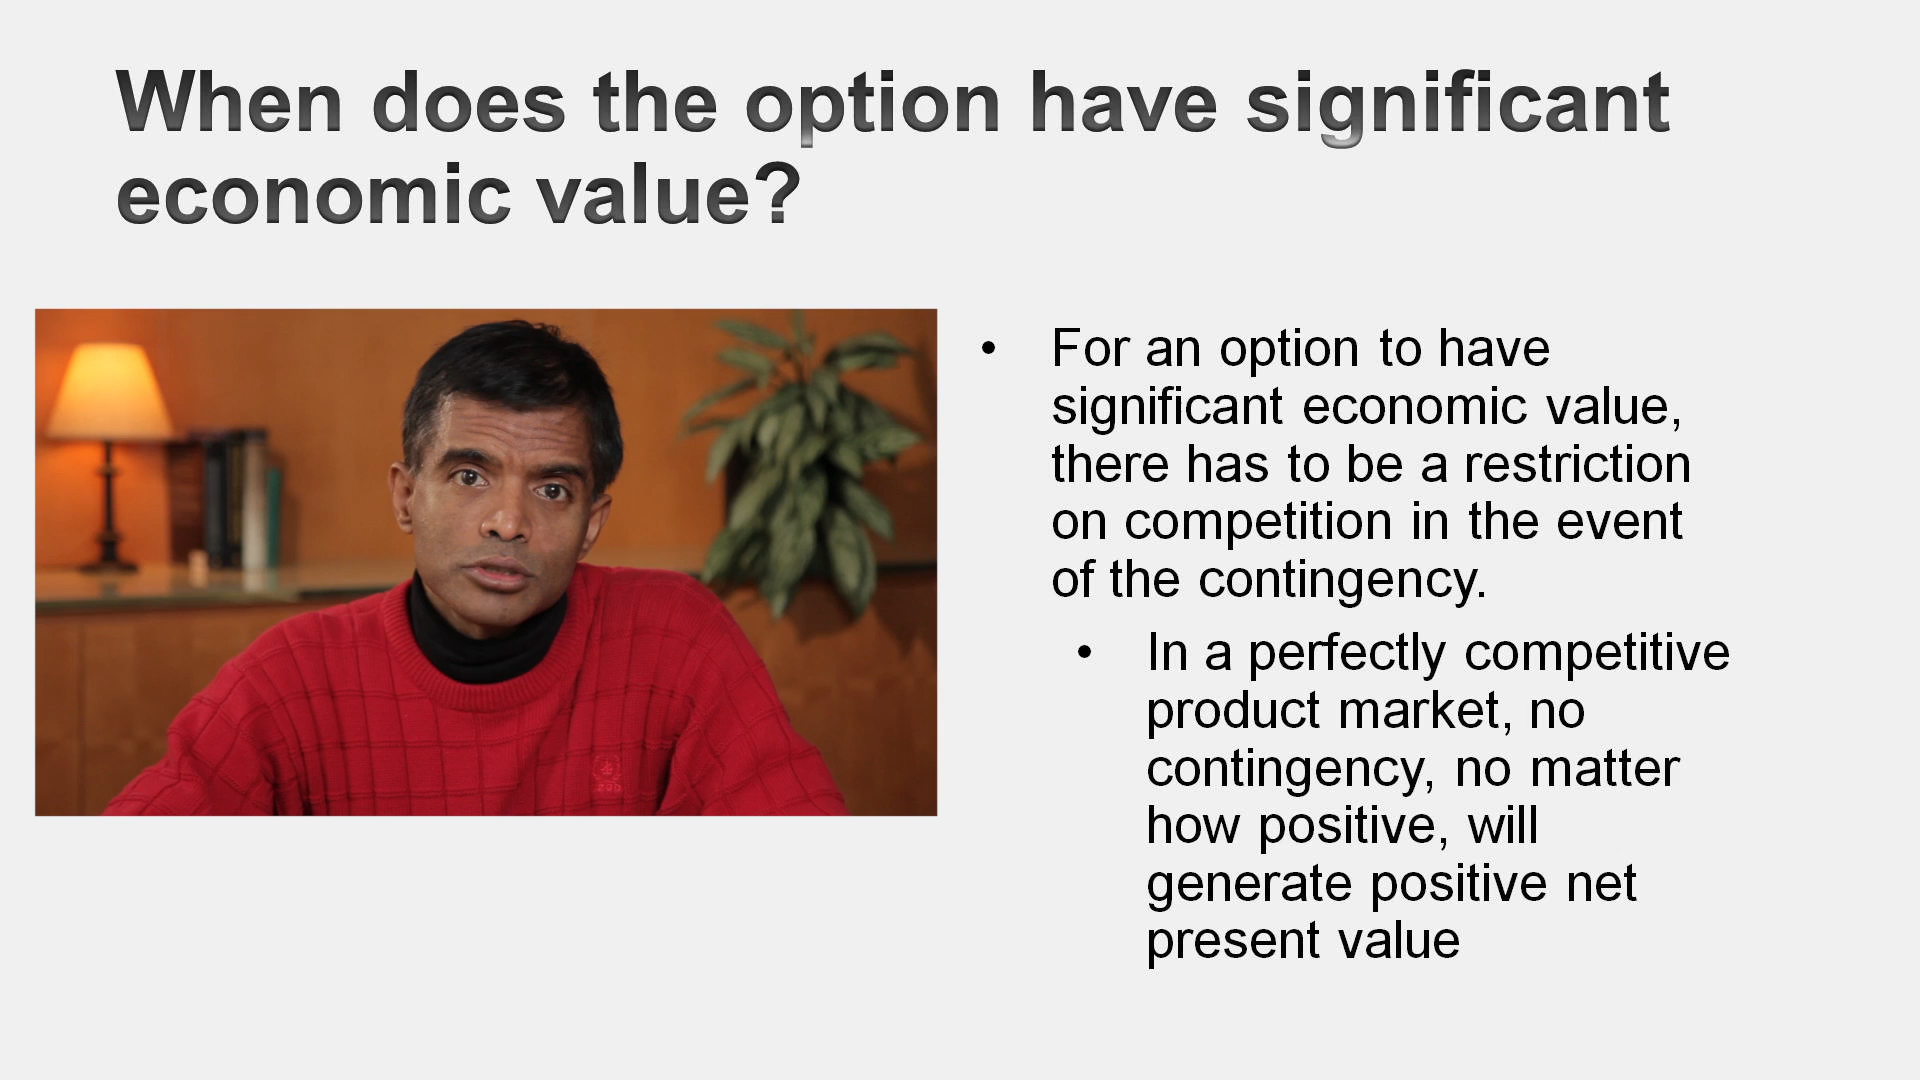 When does the option have significant
economic value?
• For an option to have
significant economic value,
there has to be a restriction
on competition in the event
of the contingency.
• In a perfectly competitive
product market, no
contingency, no matter
how positive, will
generate positive net
present value